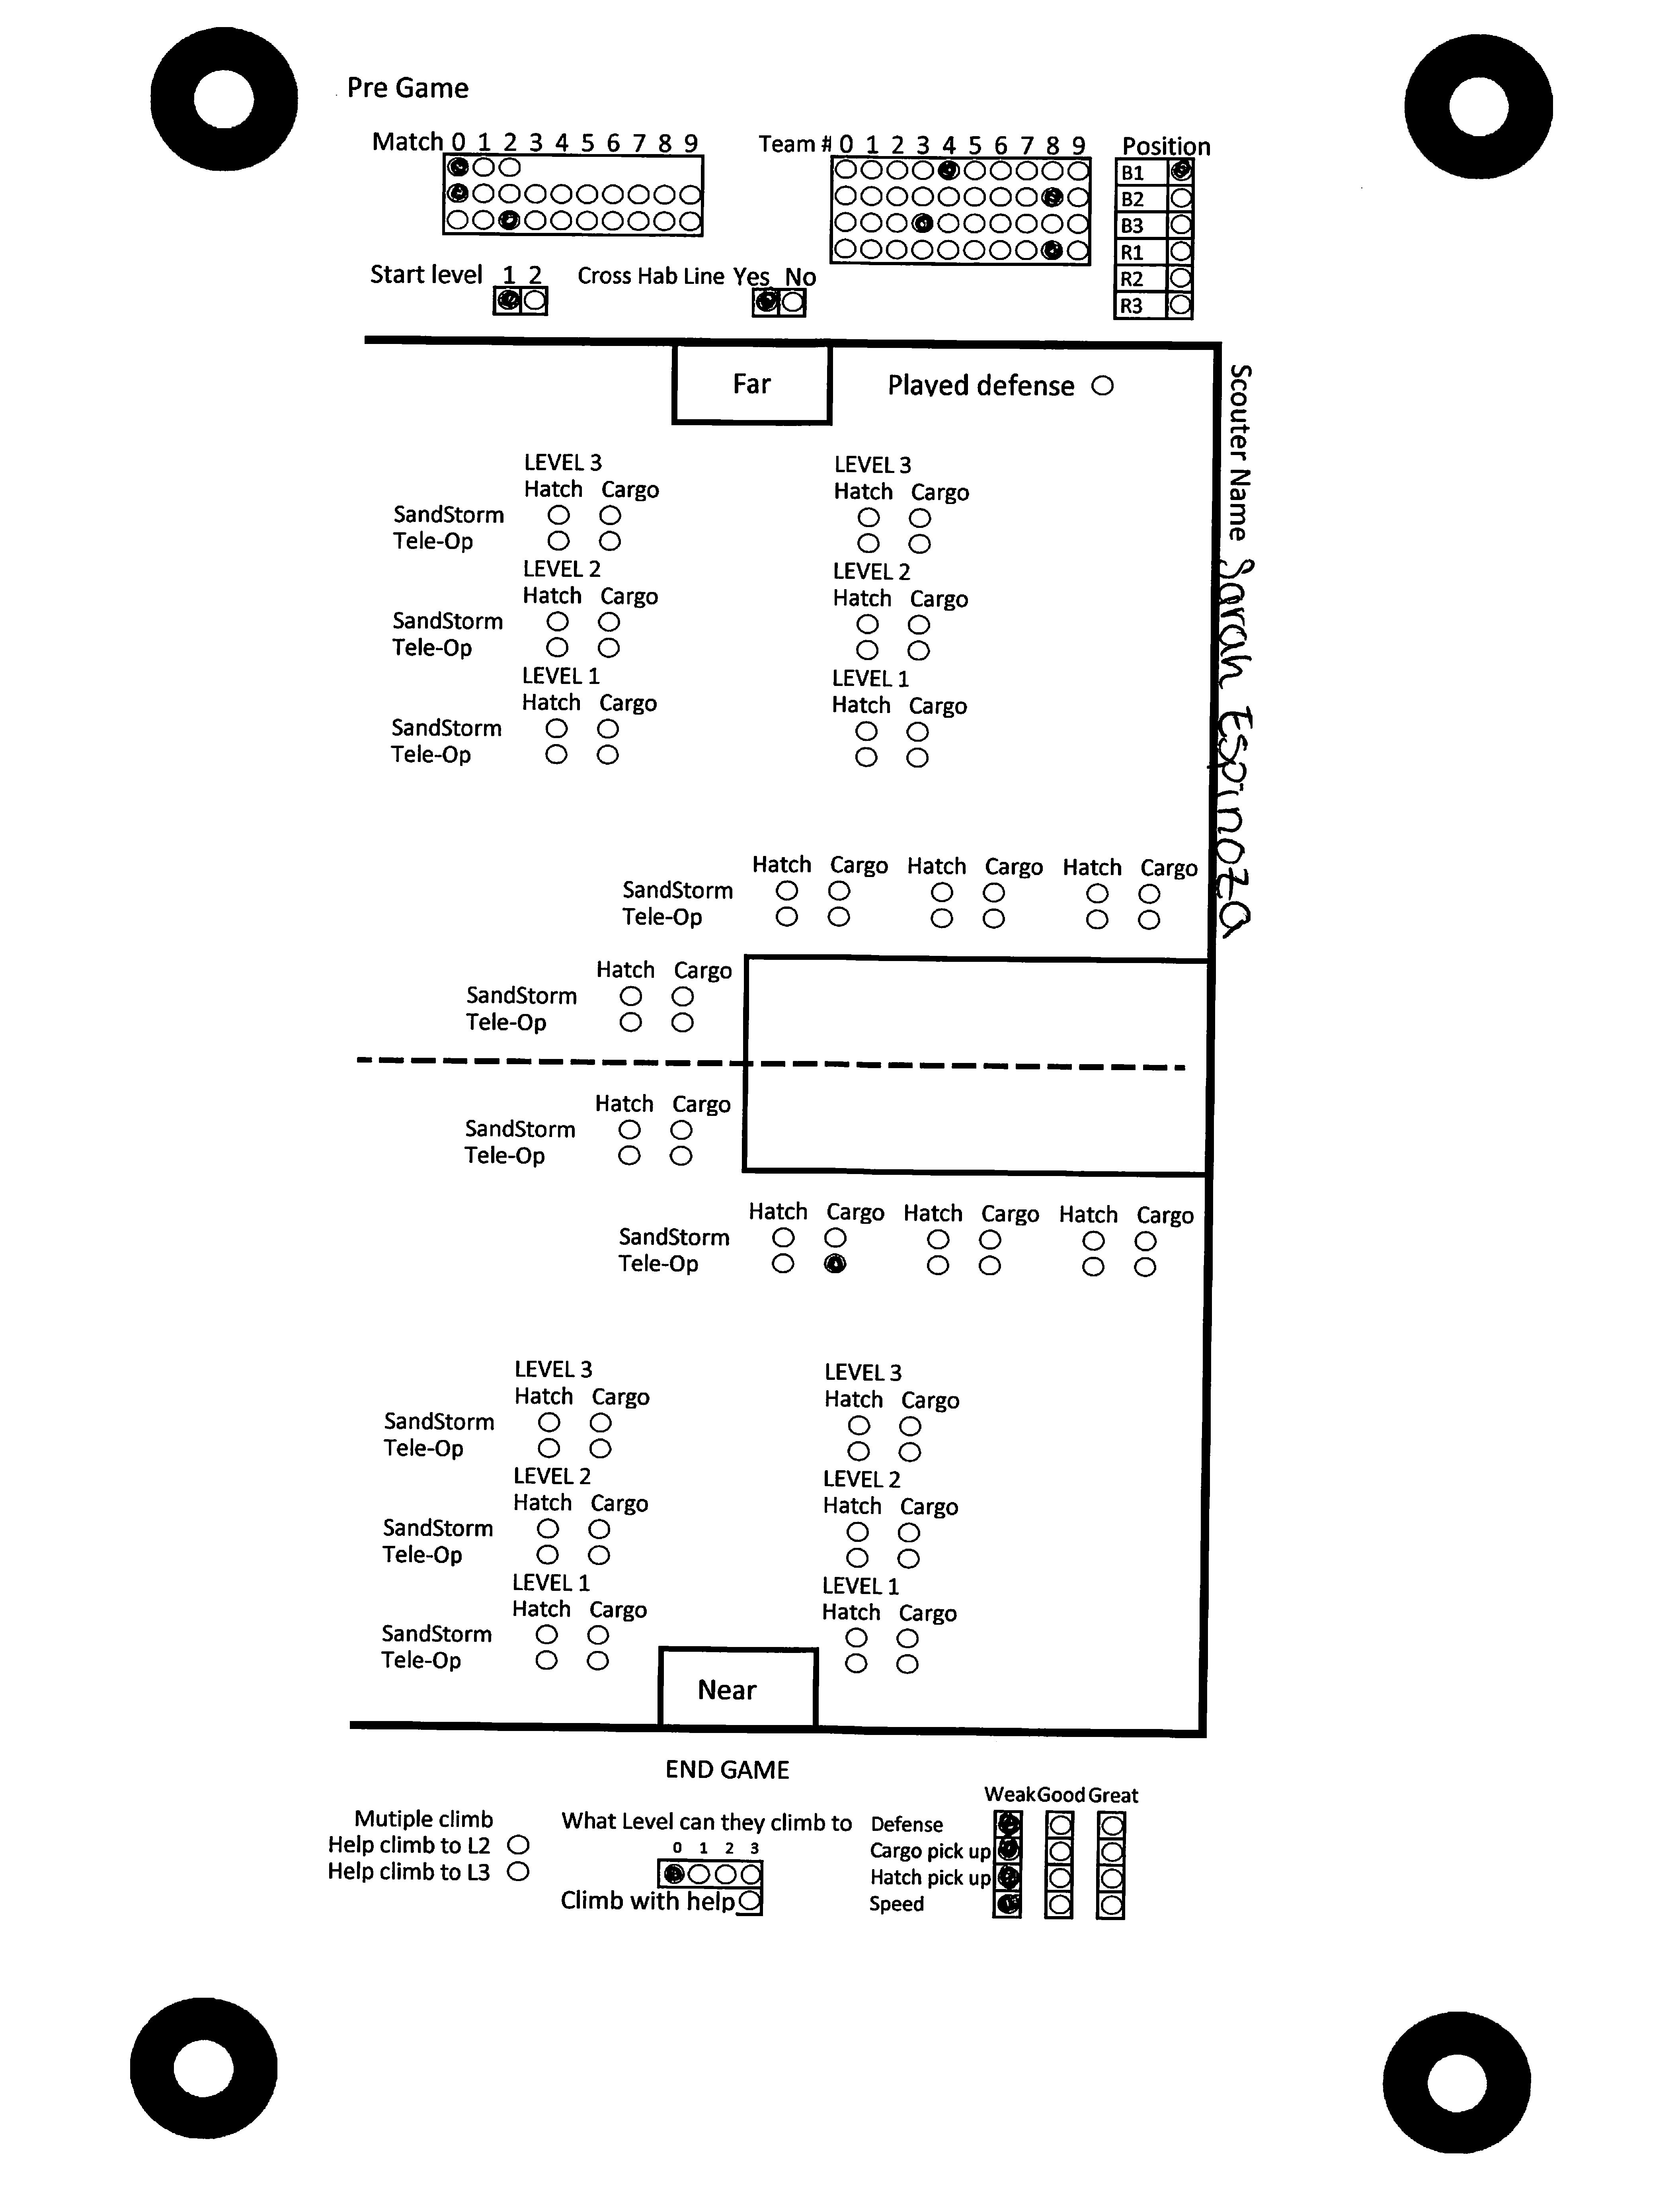 Pre Game
Match 0 1 2 3 4 5 6 7 8 9
Team # 0 1 2 3 4 5 6 7 8 9
Position
B1
B2
B3
R1
R2
R3
Start level 1 2
Cross Hab Line Yes No
Far
Played defense
Scouter Name Sarah Espinoza
LEVEL 3 LEVEL 3
Hatch Cargo Hatch Cargo
SandStorm
Tele-Op
LEVEL 2 LEVEL 2
Hatch Cargo Hatch Cargo
SandStorm
Tele-Op
LEVEL 1 LEVEL 1
Hatch Cargo Hatch Cargo
SandStorm
Tele-Op
Hatch Cargo Hatch Cargo Hatch Cargo
SandStorm
Tele-Op
Hatch Cargo
SandStorm
Tele-Op
Hatch Cargo
SandStorm
Tele-Op
Hatch Cargo Hatch Cargo Hatch Cargo
SandStorm
Tele-Op
LEVEL 3 LEVEL 3
Hatch Cargo Hatch Cargo
SandStorm
Tele-Op
LEVEL 2 LEVEL 2
Hatch Cargo Hatch Cargo
SandStorm
Tele-Op
LEVEL 1 LEVEL 1
Hatch Cargo Hatch Cargo
SandStorm
Tele-Op
Near
END GAME
Mutiple climb
Help climb to L2
Help climb to L3
What Level can they climb to
0 1 2 3
Climb with help
Weak Good Great
Defense
Cargo pick up
Hatch pick up
Speed